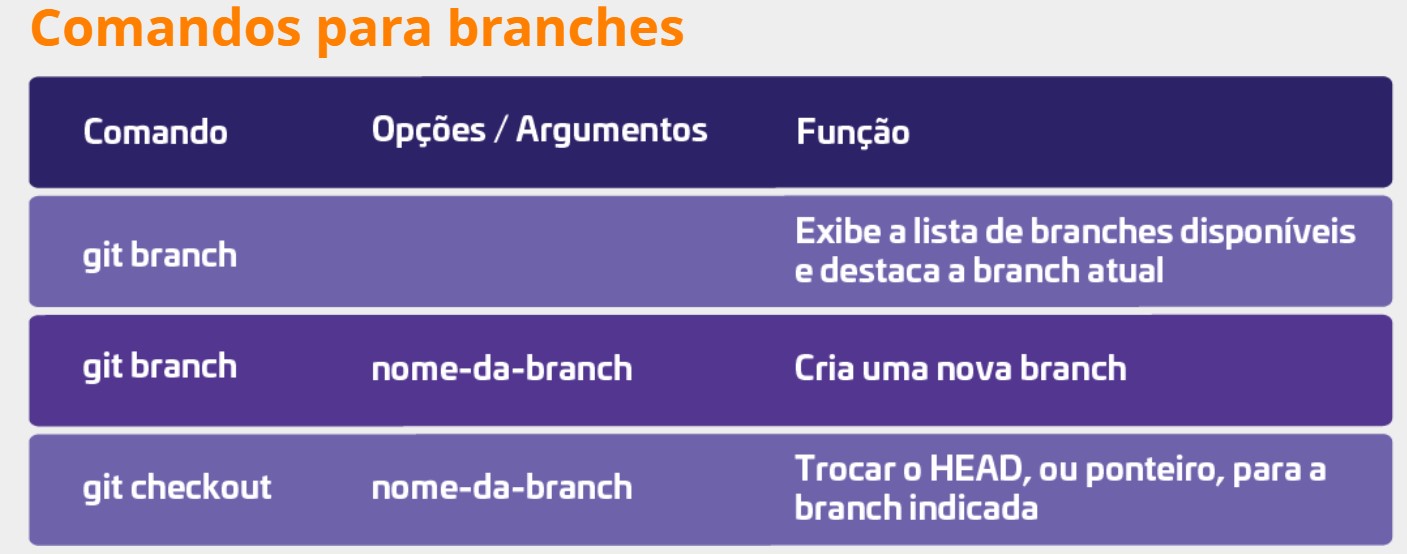 Comandos para branches
Comando Opções / Argumentos Função
git branch Exibe a lista de branches disponíveis
e destaca a branch atual
git branch nome-da-branch Cria uma nova branch
git checkout nome-da-branch Trocar o HEAD, ou ponteiro, para a
branch indicada